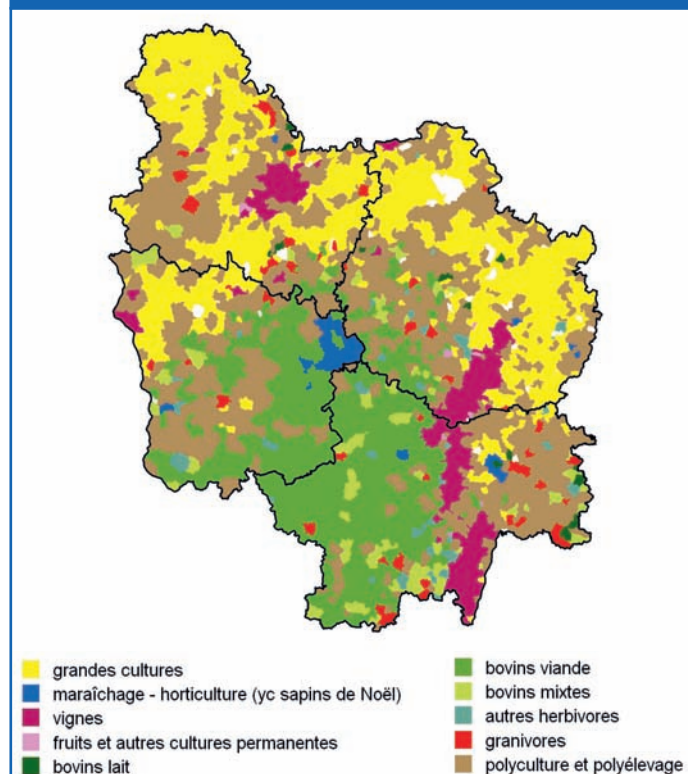 grandes cultures
maraîchage - horticulture (yc sapins de Noël)
vignes
fruits et autres cultures permanentes
bovins lait
bovins viande
bovins mixtes
autres herbivores
granivores
polyculture et polyélevage